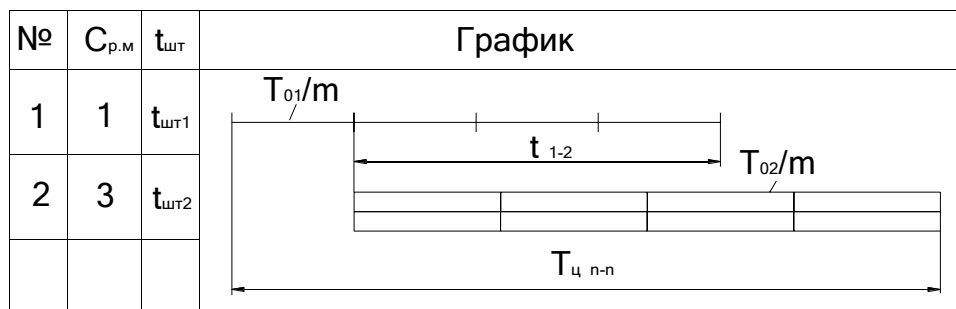 № Ср.м tшт График
T01/m
1 1 tшт1
t 1-2
T02/m
2 3 tшт2
Tц п-п